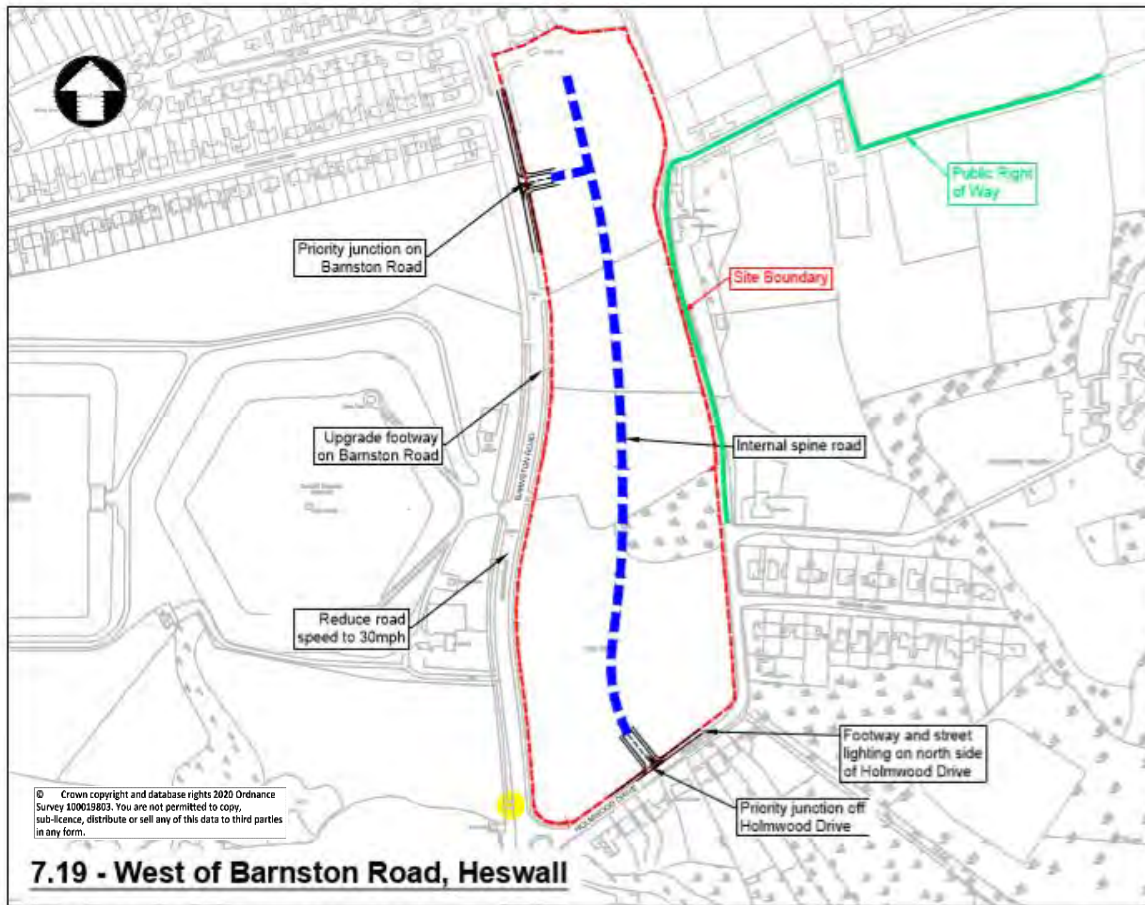 Public Right
of Way
Priority junction on
Barnston Road
Site Boundary
Upgrade footway
on Barnston Road
BARNSTON ROAD
Internal spine road
Reduce road
speed to 30mph
Footway and street
lighting on north side
of Holmwood Drive
HOLMWOOD DRIVE
Priority junction off
Holmwood Drive
© Crown copyright and database rights 2020 Ordnance
Survey 100019803. You are not permitted to copy,
sub-licence, distribute or sell any of this data to third parties
in any form.
7.19 - West of Barnston Road, Heswall